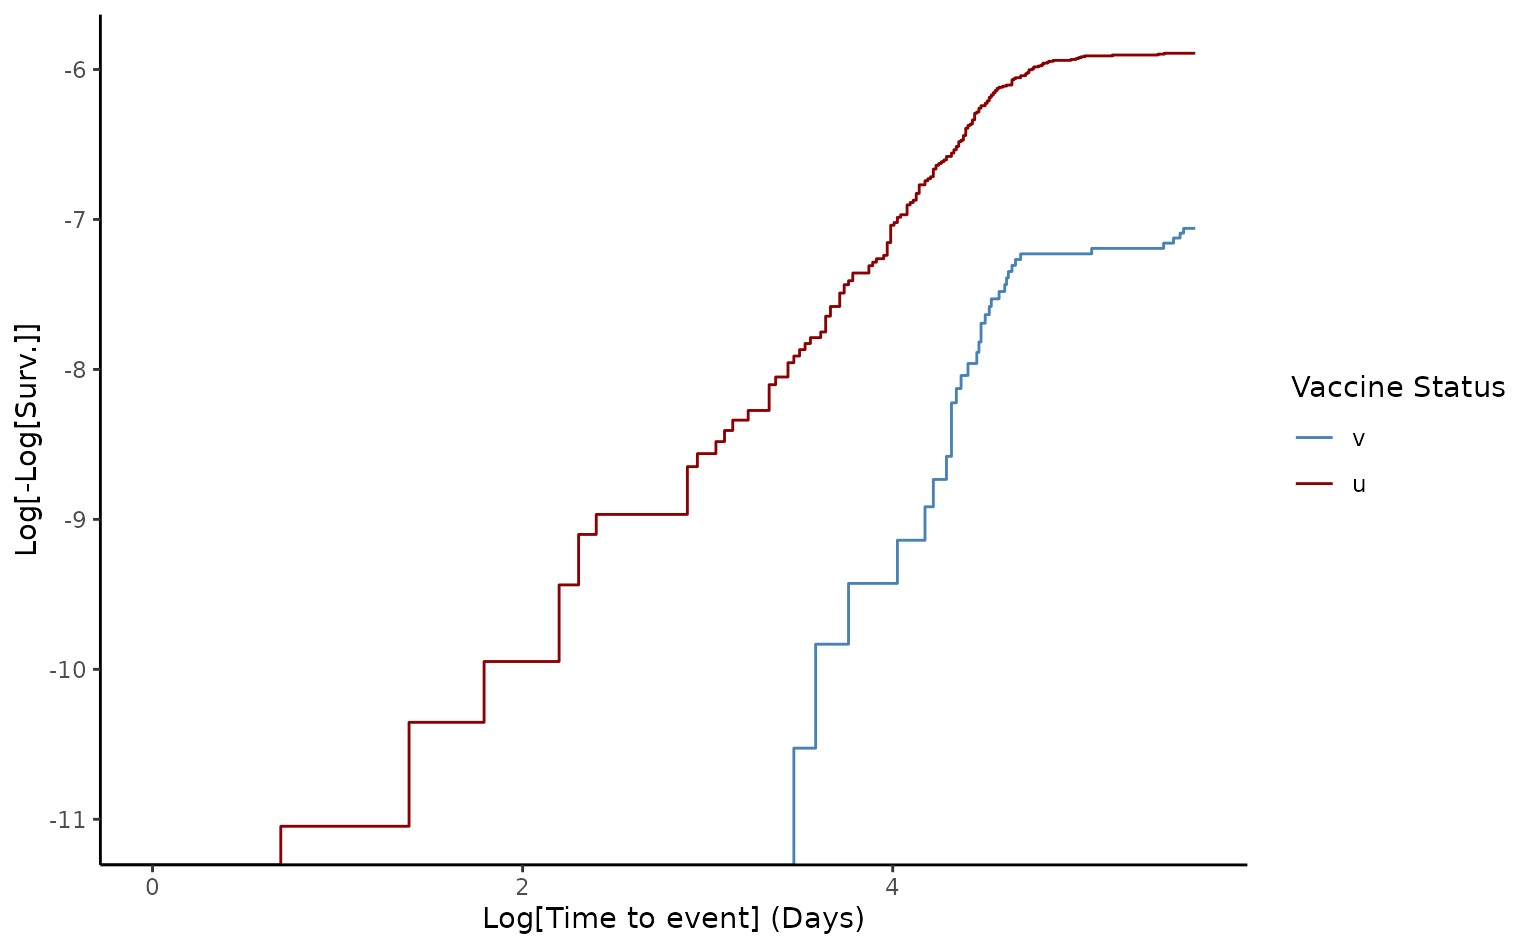 -6
-7
-8
-9
-10
-11
Log[-Log[Surv.]]
0
2
4
Log[Time to event] (Days)
Vaccine Status
v
u